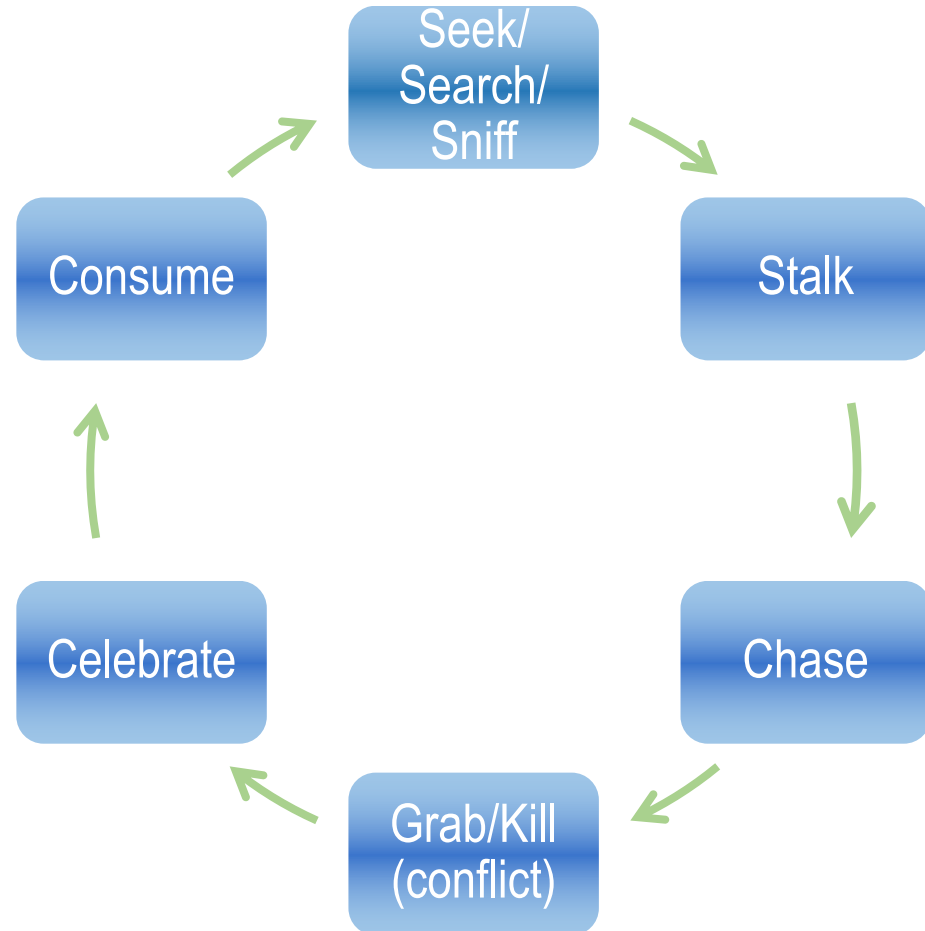 Seek/
Search/
Sniff
Stalk
Chase
Grab/Kill
(conflict)
Celebrate
Consume